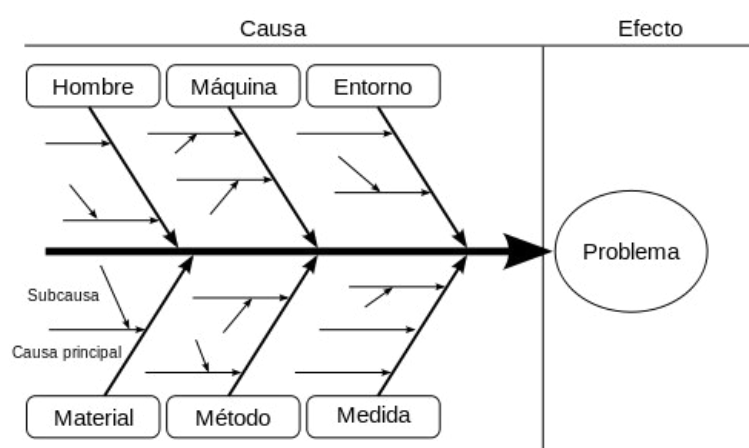 Causa
Efecto
Hombre
Máquina
Entorno
Problema
Subcausa
Causa principal
Material
Método
Medida